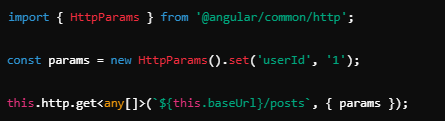 import { HttpParams } from '@angular/common/http';
const params = new HttpParams().set('userId', '1');
this.http.get<any[]>(`${this.baseUrl}/posts`, { params });